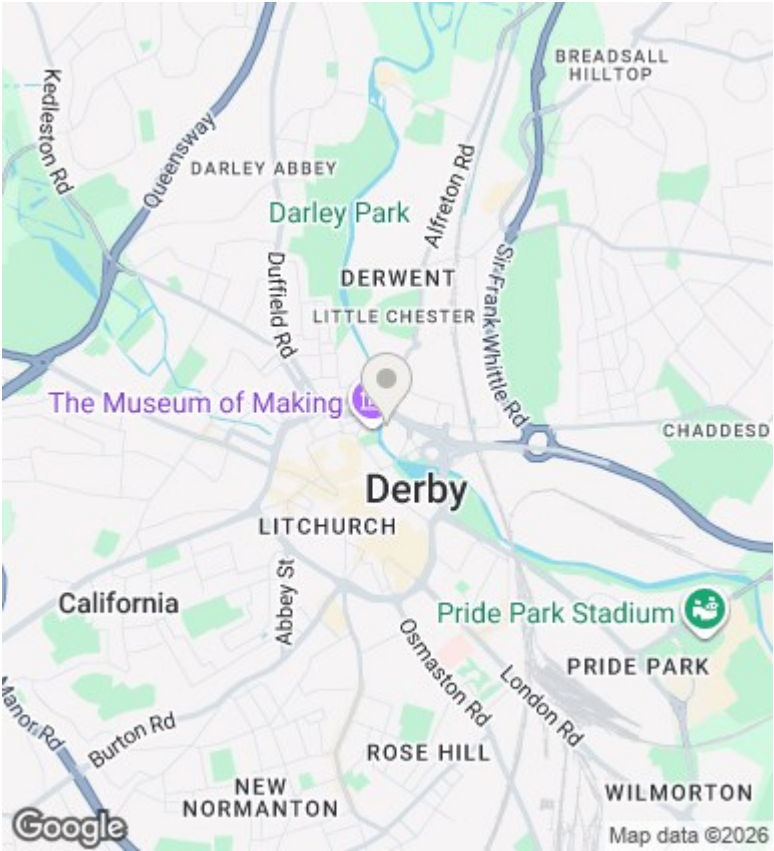 BREADSALL
HILLTOP
Kedleston Rd
Queensway
DARLEY ABBEY
Alfreton Rd
Darley Park
DERWENT
Duffield Rd
Sir Frank Whittle Rd
LITTLE CHESTER
The Museum of Making
CHADDESD
Derby
LITCHURCH
Abbey St
California
Pride Park Stadium
Osmaston Rd
PRIDE PARK
London Rd
Manor Rd
Burton Rd
ROSE HILL
NEW
NORMANTON
WILMORTON
Google
Map data ©2026